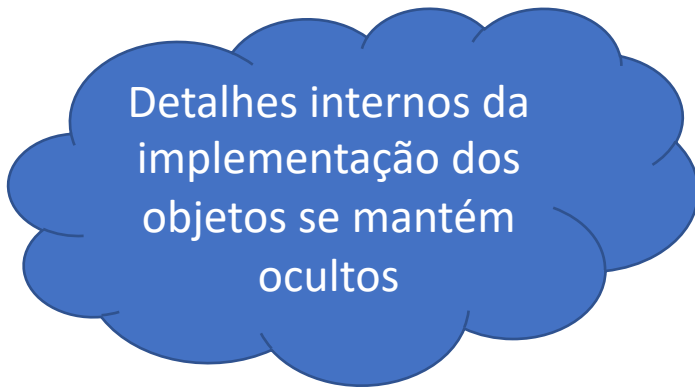 Detalhes internos da
implementação dos
objetos se mantém
ocultos